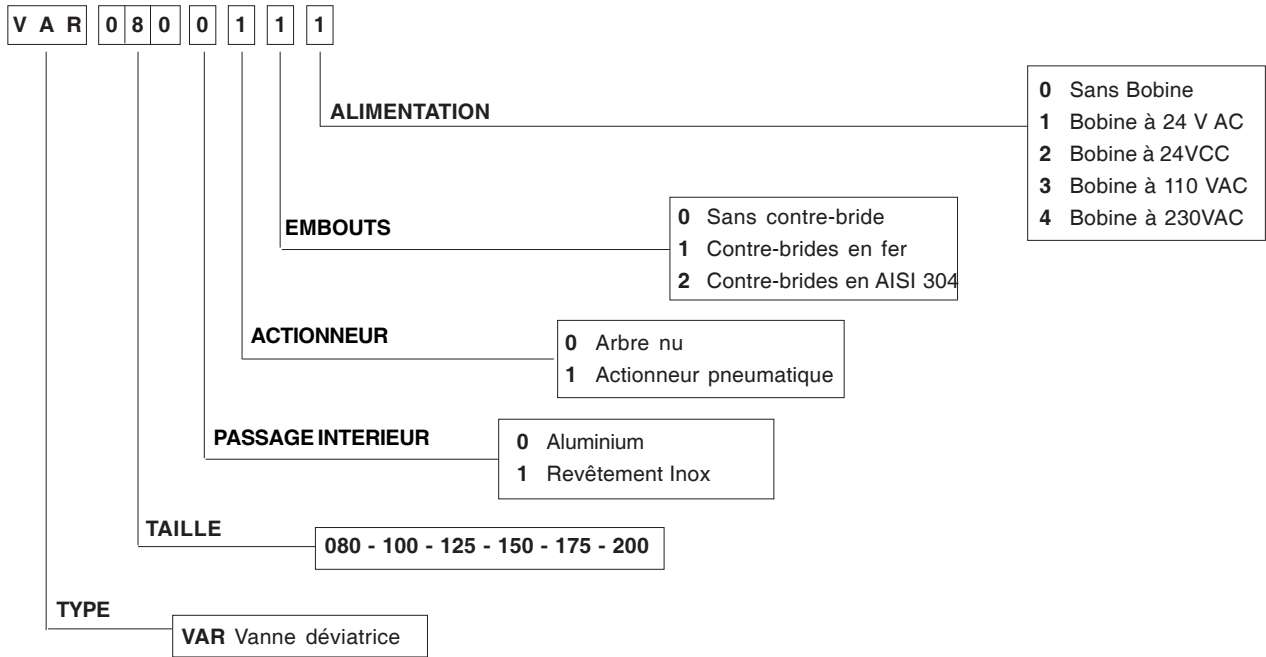 VAR 080 0 1 1 1
ALIMENTATION
0 Sans Bobine
1 Bobine à 24 V AC
2 Bobine à 24VCC
3 Bobine à 110 VAC
4 Bobine à 230VAC
EMBOUTS
0 Sans contre-bride
1 Contre-brides en fer
2 Contre-brides en AISI 304
ACTIONNEUR
0 Arbre nu
1 Actionneur pneumatique
PASSAGE INTERIEUR
0 Aluminium
1 Revêtement Inox
TAILLE
080 - 100 - 125 - 150 - 175 - 200
TYPE
VAR Vanne déviatrice